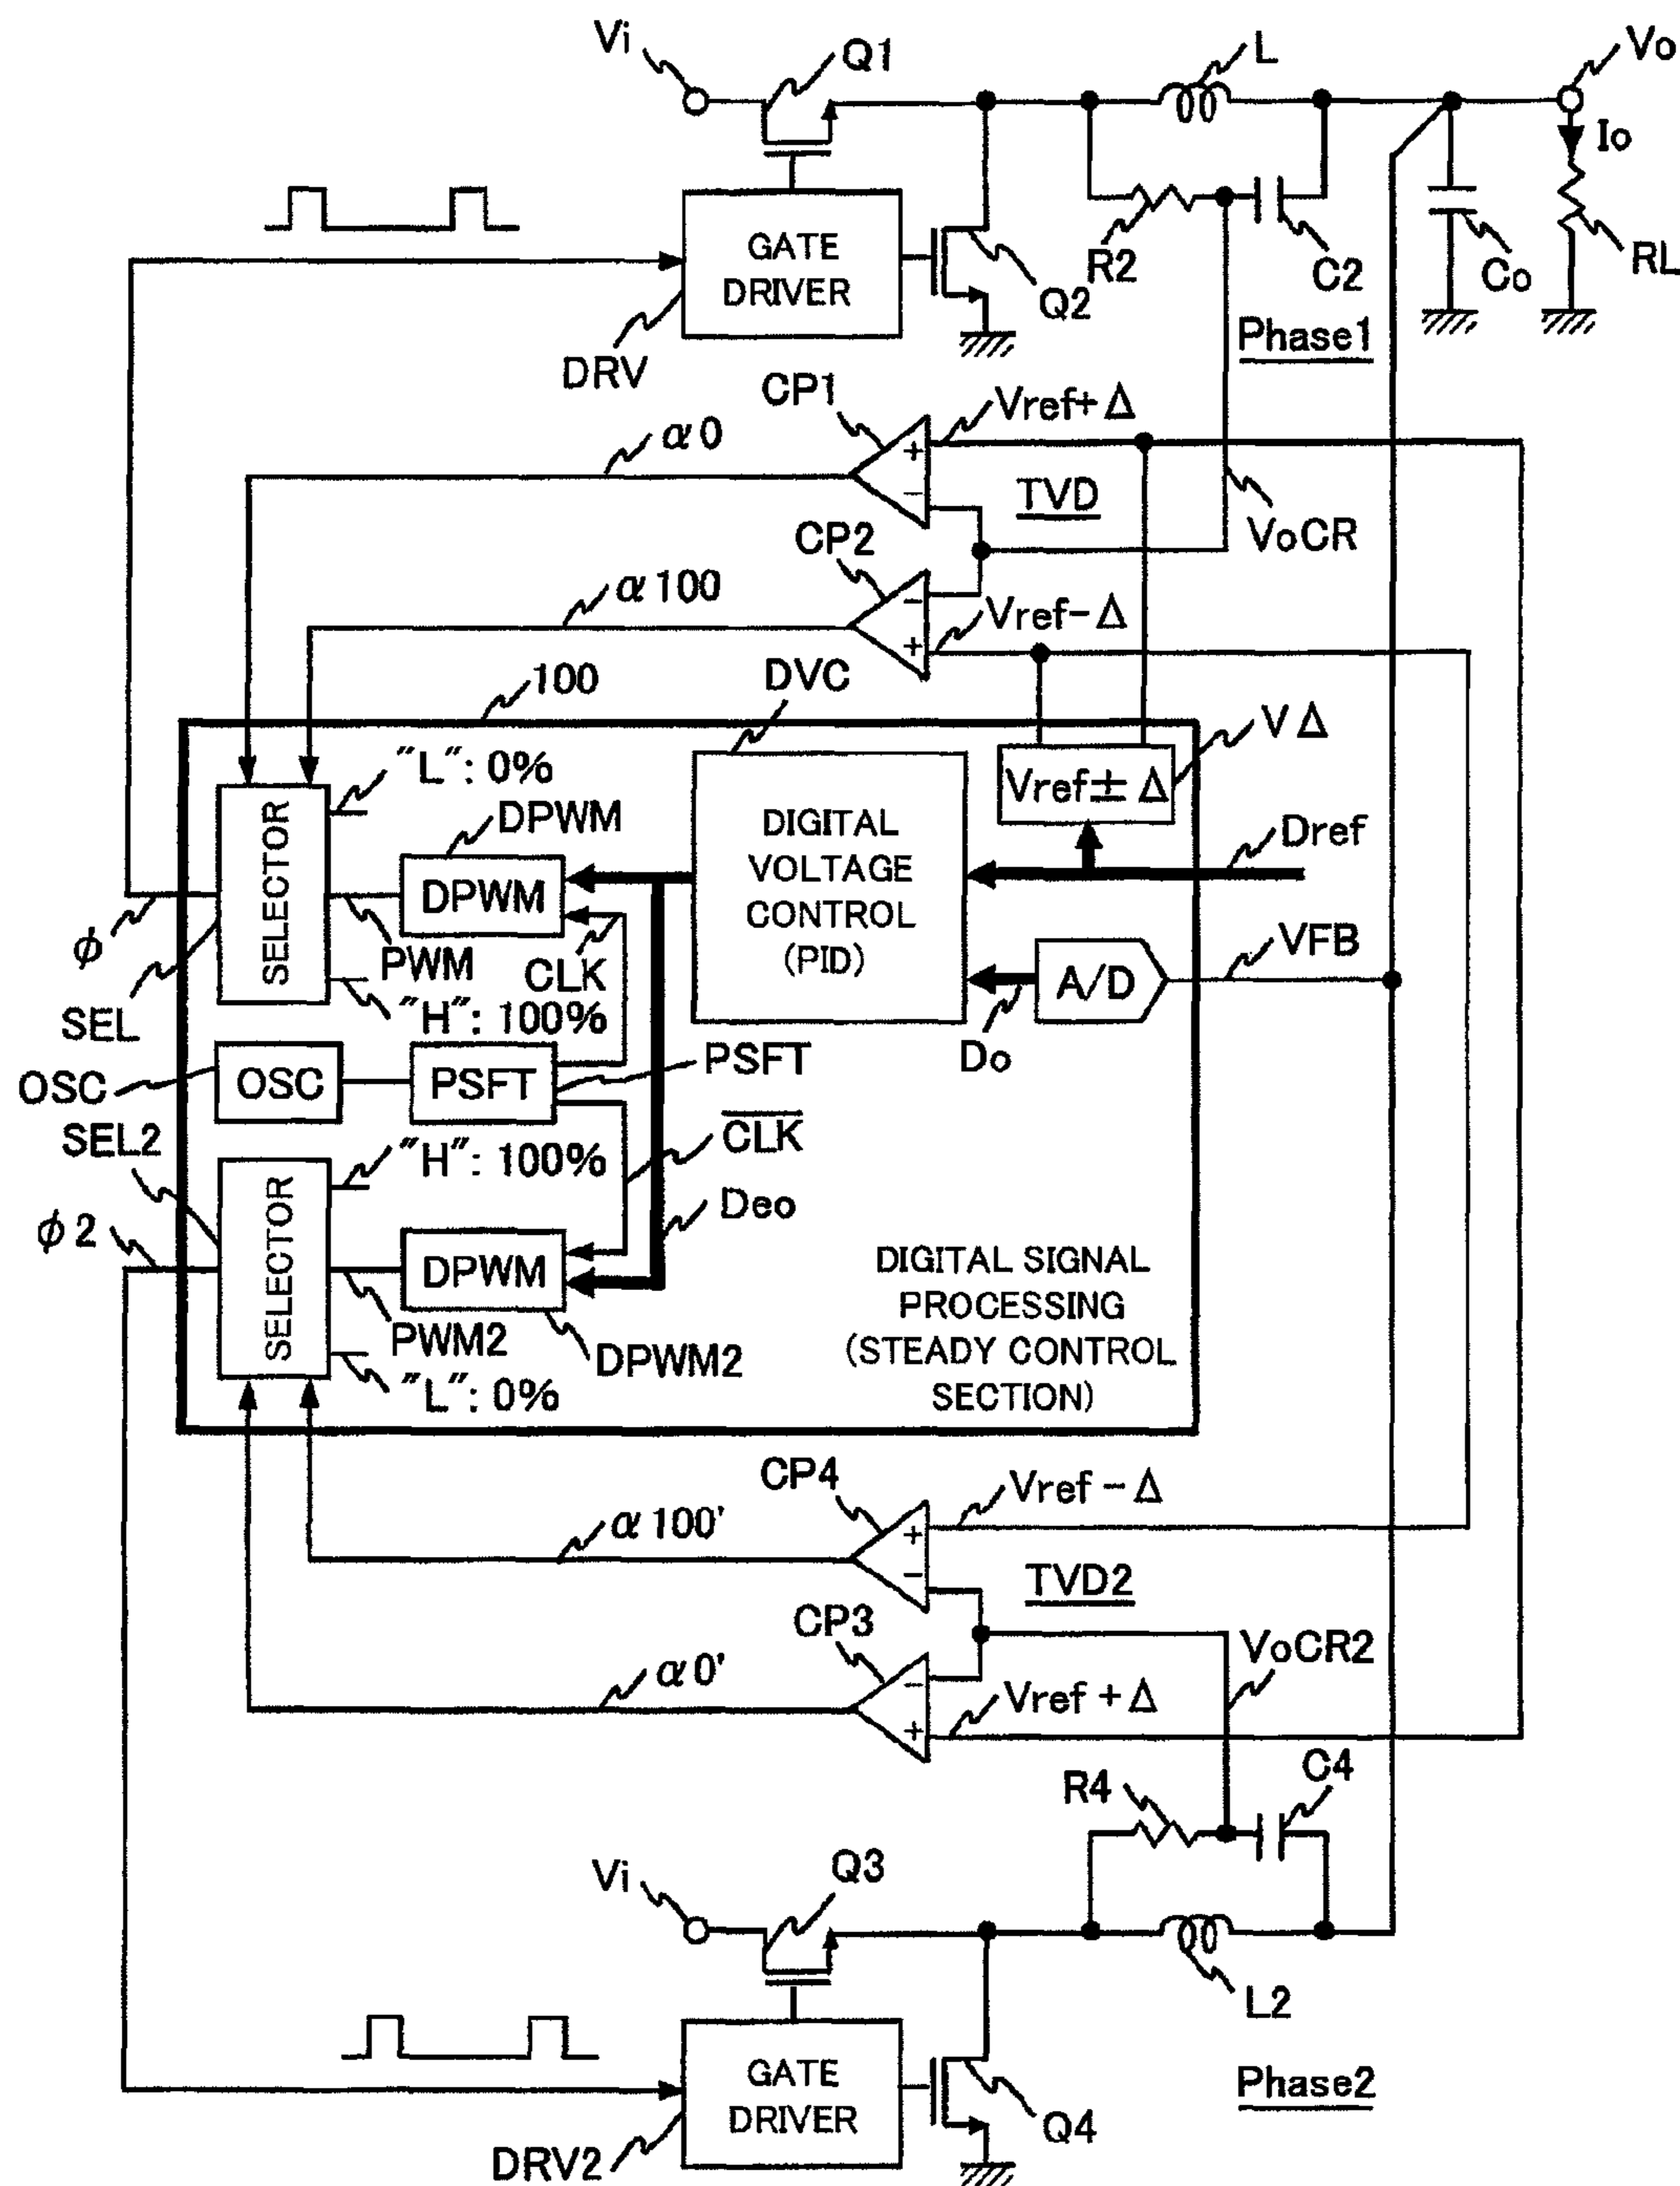 Vi
Q1
L
Vo
Io
GATE
DRIVER
R2
C2
Co
RL
Q2
DRV
Phase1
CP1
Vref+Δ
α0
+
−
TVD
VoCR
CP2
α100
−
Vref−Δ
+
100
DVC
VΔ
"L": 0%
Vref±Δ
DPWM
DIGITAL
VOLTAGE
CONTROL
(PID)
Dref
SELECTOR
DPWM
φ
PWM
CLK
VFB
A/D
"H": 100%
SEL
Do
OSC
OSC
PSFT
PSFT
SEL2
"H": 100%
CLK
Deo
φ2
SELECTOR
DPWM
DIGITAL SIGNAL
PROCESSING
(STEADY CONTROL
SECTION)
PWM2
DPWM2
"L": 0%
CP4
Vref−Δ
α100'
+
−
TVD2
CP3
VoCR2
α0'
−
Vref+Δ
+
R4
C4
Vi
Q3
L2
GATE
DRIVER
Phase2
Q4
DRV2